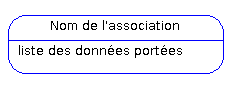 Nom de l'association
liste des données portées